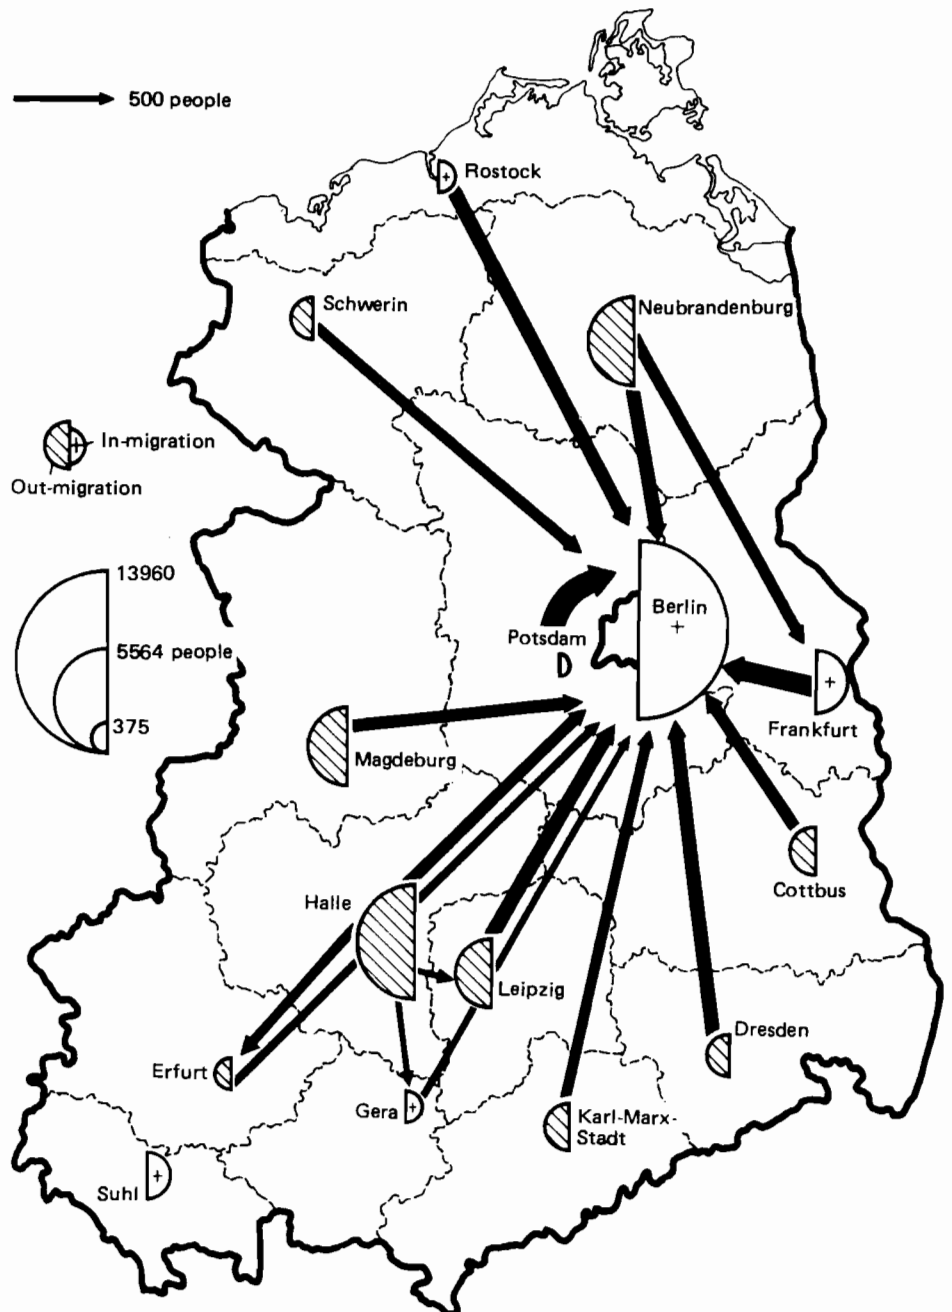 500 people
Rostock
Schwerin
Neubrandenburg
In-migration
Out-migration
13960
5564 people
375
Berlin
Potsdam
Frankfurt
Magdeburg
Cottbus
Halle
Leipzig
Dresden
Erfurt
Gera
Karl-Marx-
Stadt
Suhl